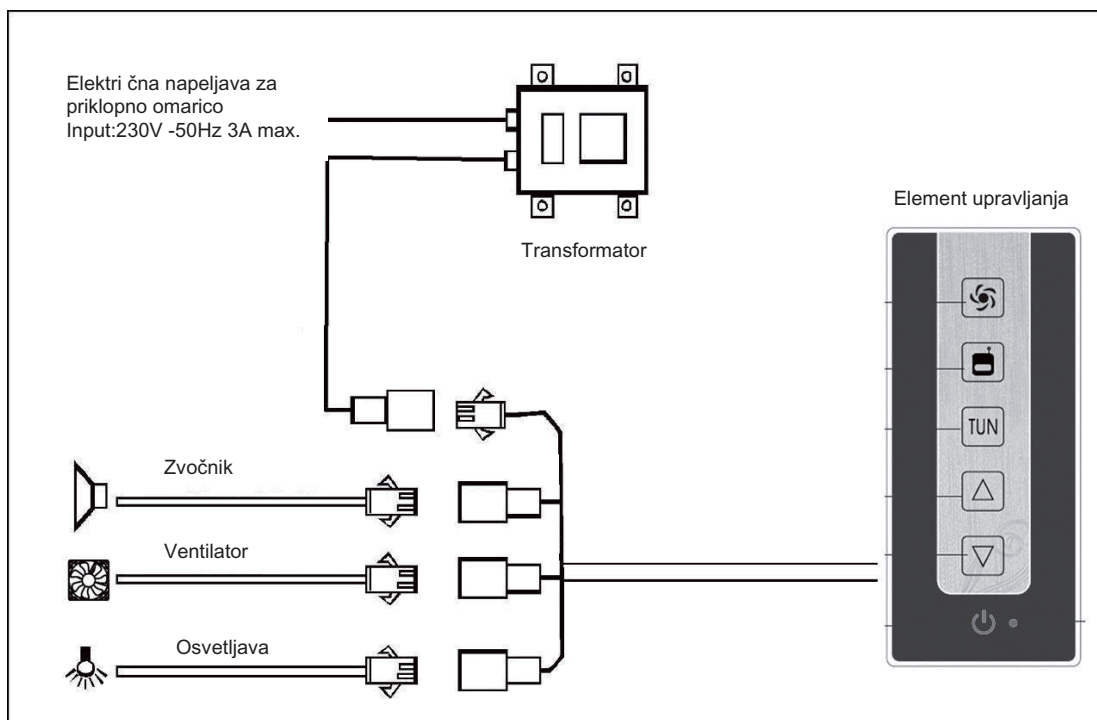 Elektri čna napeljava za
priklopno omarico
Input:230V -50Hz 3A max.
Transformator
Element upravljanja
TUN
Zvočnik
Ventilator
Osvetljava